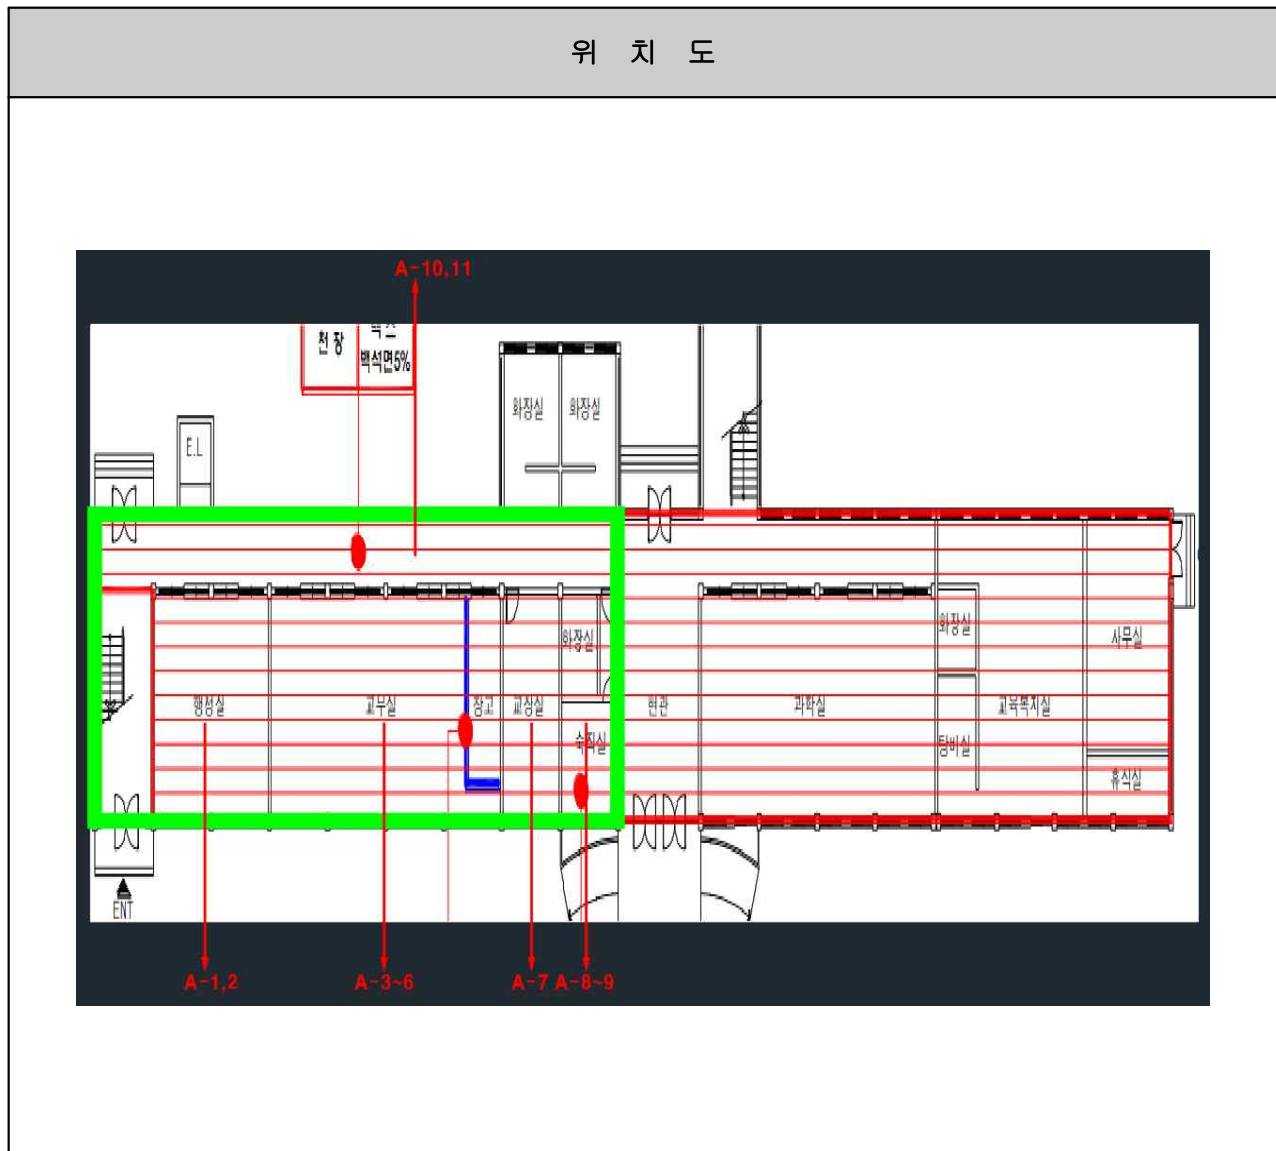 위 치 도
A-10,11
천 장
텍 스
백석면5%
화장실
화장실
E.L
화장실
화장실
사무실
행정실
교무실
창고
교장실
현관
과학실
교육복지실
숙직실
탕비실
휴식실
ENT
A-1,2
A-3~6
A-7
A-8~9